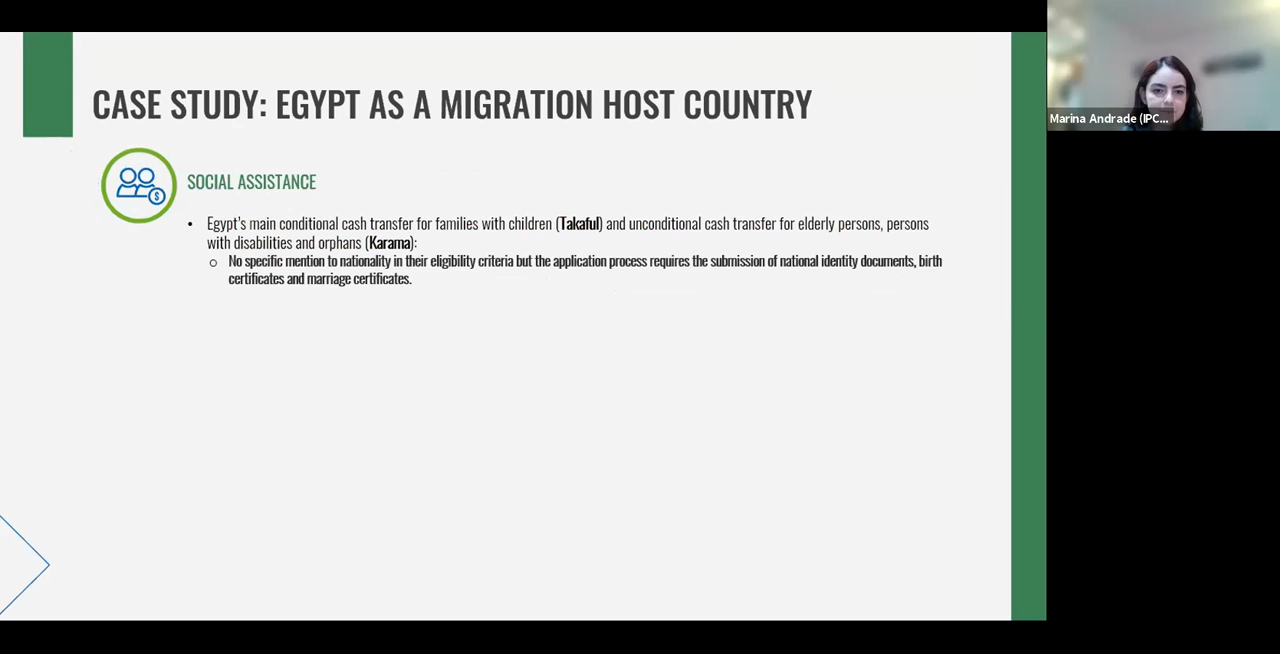 CASE STUDY: EGYPT AS A MIGRATION HOST COUNTRY
SOCIAL ASSISTANCE
• Egypt's main conditional cash transfer for families with children (Takaful) and unconditional cash transfer for elderly persons, persons
with disabilities and orphans (Karama):
o No specific mention to nationality in their eligibility criteria but the application process requires the submission of national identity documents, birth
certificates and marriage certificates.
$
Marina Andrade (IPC...